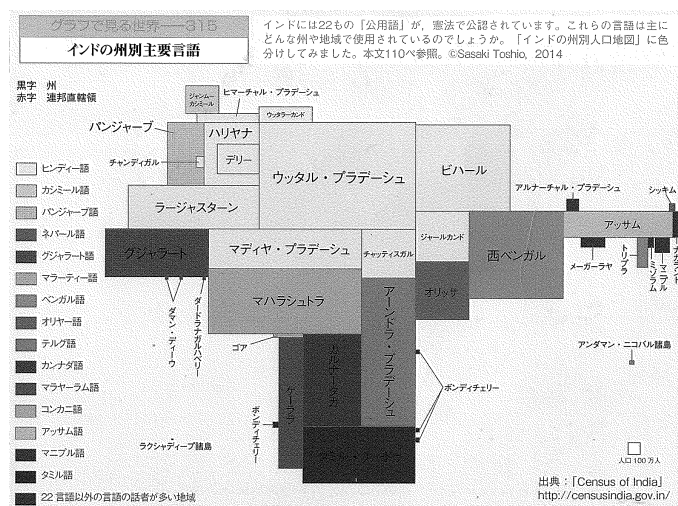 グラフで見る世界──315
インドの州別主要言語
インドには22もの「公用語」が，憲法で公認されています。これらの言語は主に
どんな州や地域で使用されているのでしょうか。「インドの州別人口地図」に色
分けしてみました。本文110ペ参照。©Sasaki Toshio, 2014
黒字　州
赤字　連邦直轄領
ジャンムー・
カシミール
ヒマーチャル・プラデーシュ
ウッタラーカンド
パンジャーブ
ハリヤナ
チャンディガル
デリー
ウッタル・プラデーシュ
ビハール
アルナーチャル・プラデーシュ
シッキム
ラージャスターン
アッサム
ナガランド
グジャラート
マディヤ・プラデーシュ
チャッティスガル
ジャールカンド
西ベンガル
メーガーラヤ
トリプラ
ミゾラム
マニプル
マハラシュトラ
アーンドラ・プラデーシュ
オリッサ
ダマン・ディーウ
ダードラナガルハベリー
ゴア
アンダマン・ニコバル諸島
カルナータカ
ケーララ
ポンディチェリー
ポンディチェリー
ラクシャディープ諸島
タミル・ナードゥ
ヒンディー語
カシミール語
パンジャーブ語
ネパール語
グジャラート語
マラーティー語
ベンガル語
オリヤー語
テルグ語
カンナダ語
マラヤーラム語
コンカニ語
アッサム語
マニプル語
タミル語
22言語以外の言語の話者が多い地域
人口100万人
出典：「Census of India」
http://censusindia.gov.in/